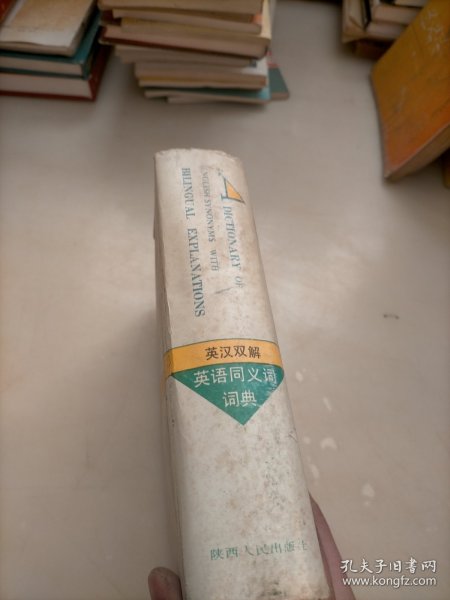 A DICTIONARY OF
ENGLISH SYNONYMS WITH
BILINGUAL EXPLANATIONS
英汉双解
英语同义词
词典
陕西人民出版社
孔夫子旧书网
www.kongfz.com